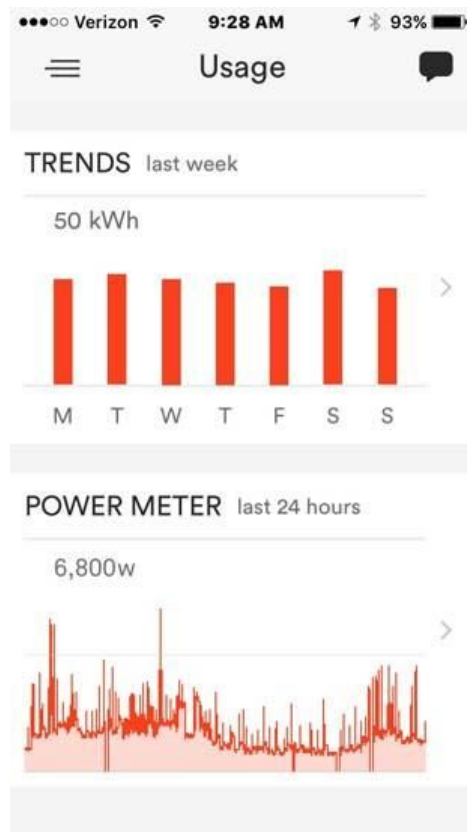 Verizon 9:28 AM 93%
Usage
TRENDS last week
50 kWh
M T W T F S S
POWER METER last 24 hours
6,800w